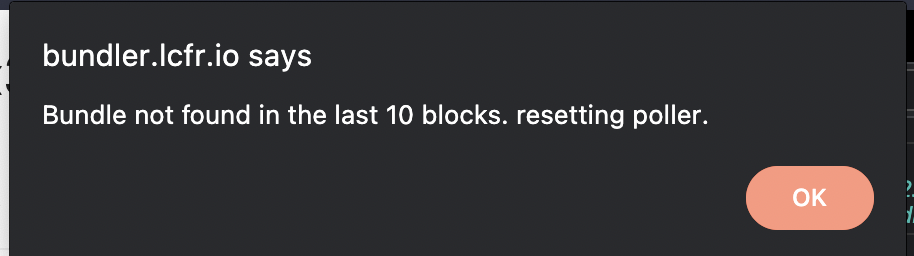 bundler.lcfr.io says
Bundle not found in the last 10 blocks. resetting poller.
OK